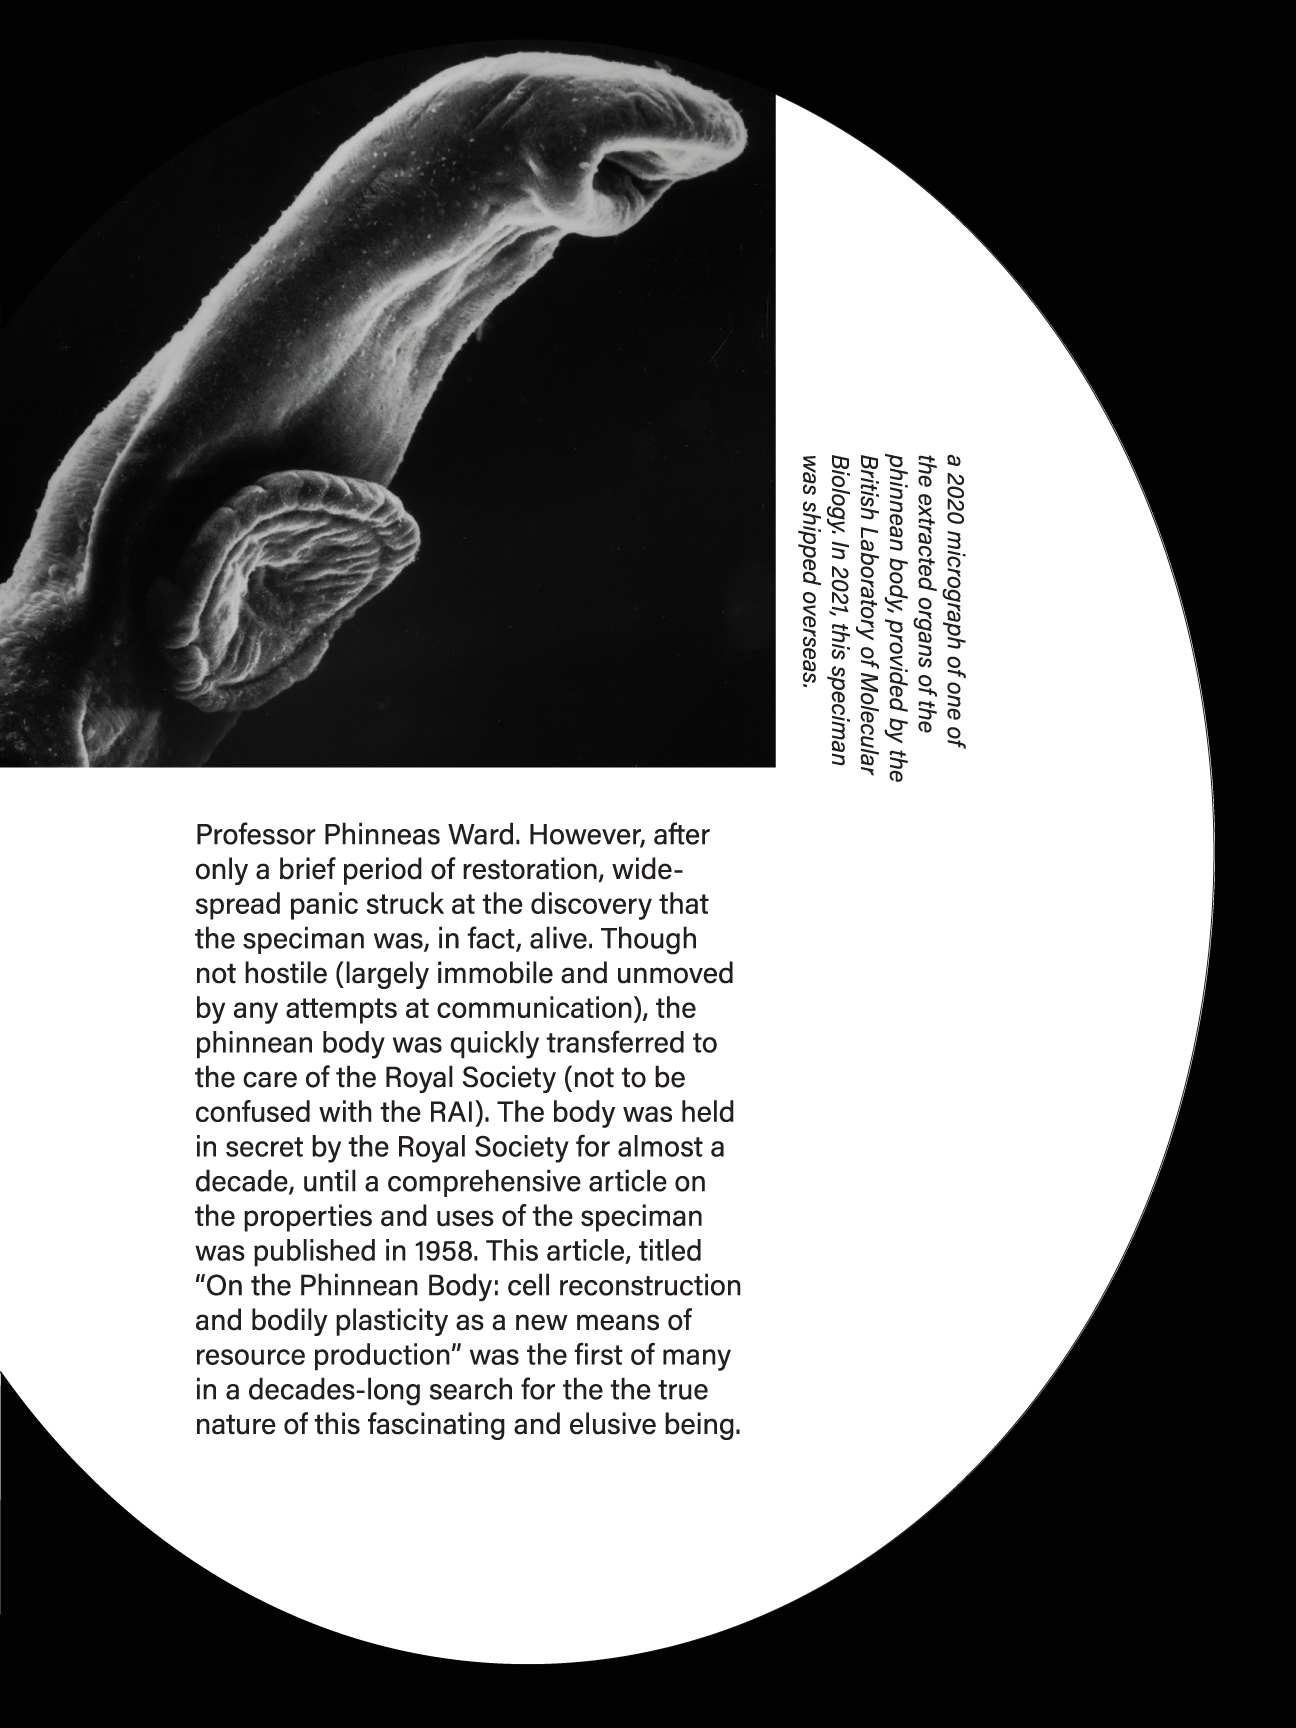 a 2020 micrograph of one of
the extracted organs of the
phinnean body, provided by the
British Laboratory of Molecular
Biology. In 2021, this speciman
was shipped overseas.
Professor Phinneas Ward. However, after
only a brief period of restoration, wide-
spread panic struck at the discovery that
the speciman was, in fact, alive. Though
not hostile (largely immobile and unmoved
by any attempts at communication), the
phinnean body was quickly transferred to
the care of the Royal Society (not to be
confused with the RAI). The body was held
in secret by the Royal Society for almost a
decade, until a comprehensive article on
the properties and uses of the speciman
was published in 1958. This article, titled
“On the Phinnean Body: cell reconstruction
and bodily plasticity as a new means of
resource production” was the first of many
in a decades-long search for the the true
nature of this fascinating and elusive being.